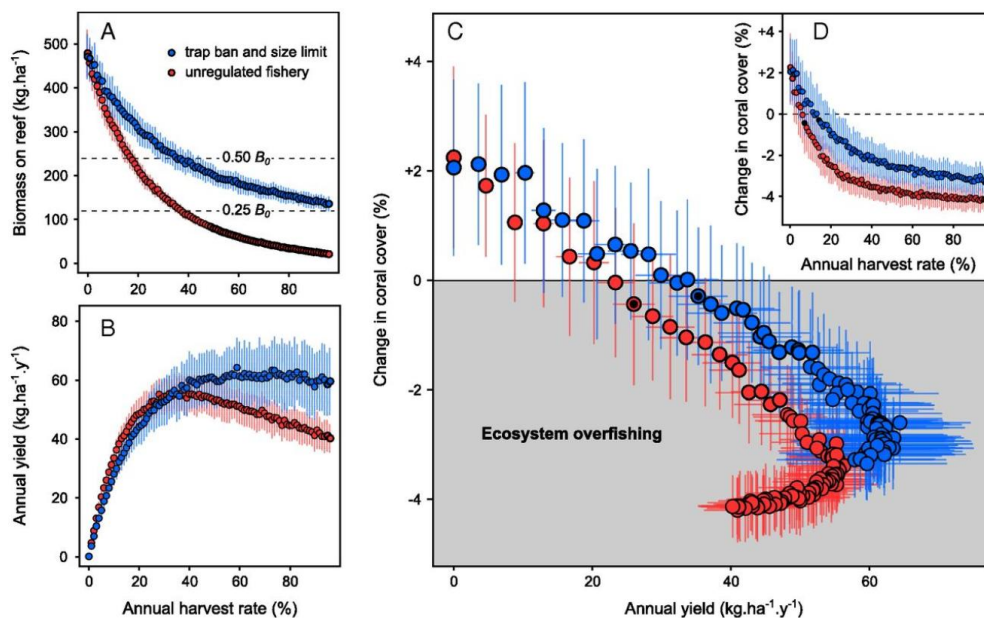 A
trap ban and size limit
unregulated fishery
0.50 B₀
0.25 B₀
Biomass on reef (kg.ha⁻¹)
500
400
300
200
100
0
0 20 40 60 80
Annual harvest rate (%)
B
Annual yield (kg.ha⁻¹.y⁻¹)
80
60
40
20
0
0 20 40 60 80
Annual harvest rate (%)
C
Change in coral cover (%)
+4
+2
0
-2
-4
Ecosystem overfishing
0 20 40 60
Annual yield (kg.ha⁻¹.y⁻¹)
D
Change in coral cover (%)
+4
+2
0
-2
-4
0 20 40 60 80
Annual harvest rate (%)